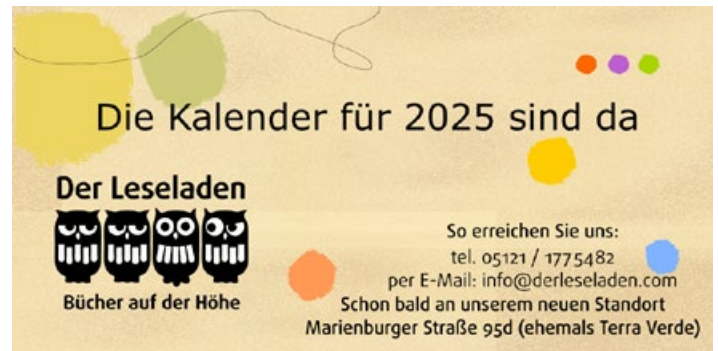 Die Kalender für 2025 sind da
Der Leseladen
Bücher auf der Höhe
So erreichen Sie uns:
tel. 05121 / 1775482
per E-Mail: info@derleseladen.com
Schon bald an unserem neuen Standort
Marienburger Straße 95d (ehemals Terra Verde)